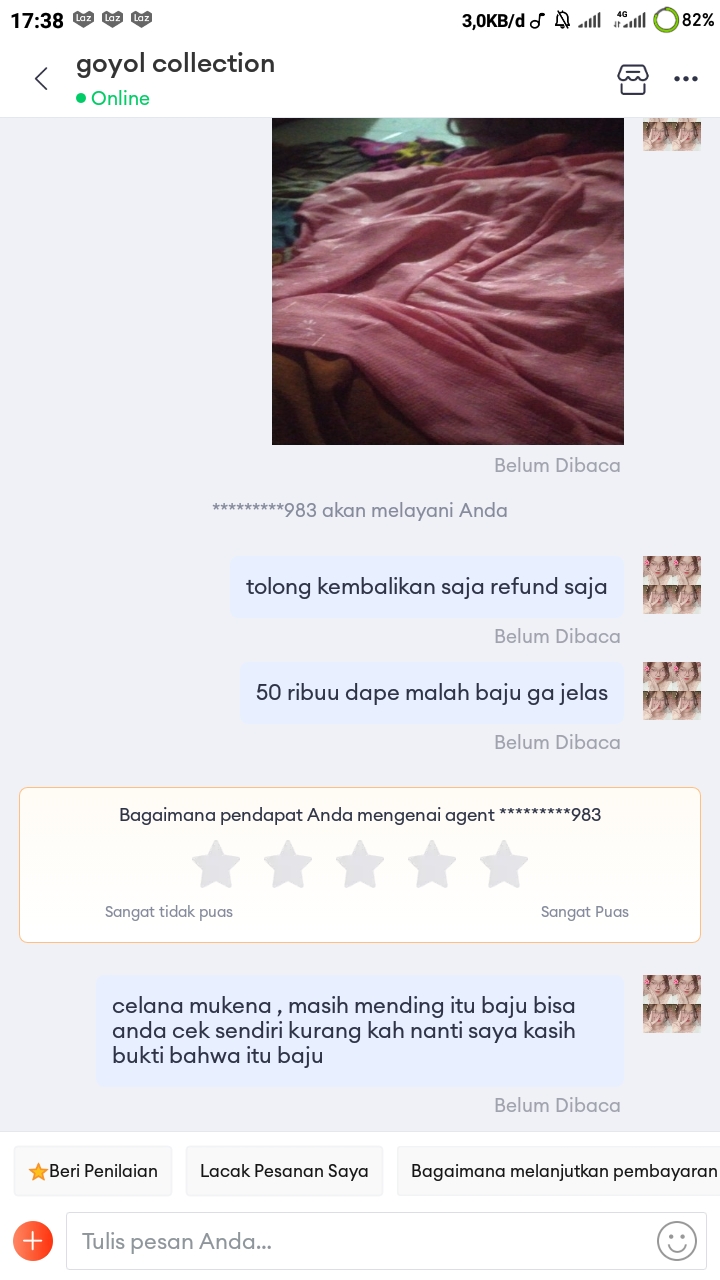 17:38 Laz Laz Laz 3,0KB/d 4G 82%
goyol collection
Online
Belum Dibaca
*********983 akan melayani Anda
tolong kembalikan saja refund saja
Belum Dibaca
50 ribuu dape malah baju ga jelas
Belum Dibaca
Bagaimana pendapat Anda mengenai agent *********983
Sangat tidak puas Sangat Puas
celana mukena , masih mending itu baju bisa
anda cek sendiri kurang kah nanti saya kasih
bukti bahwa itu baju
Belum Dibaca
Beri Penilaian Lacak Pesanan Saya Bagaimana melanjutkan pembayaran
Tulis pesan Anda...